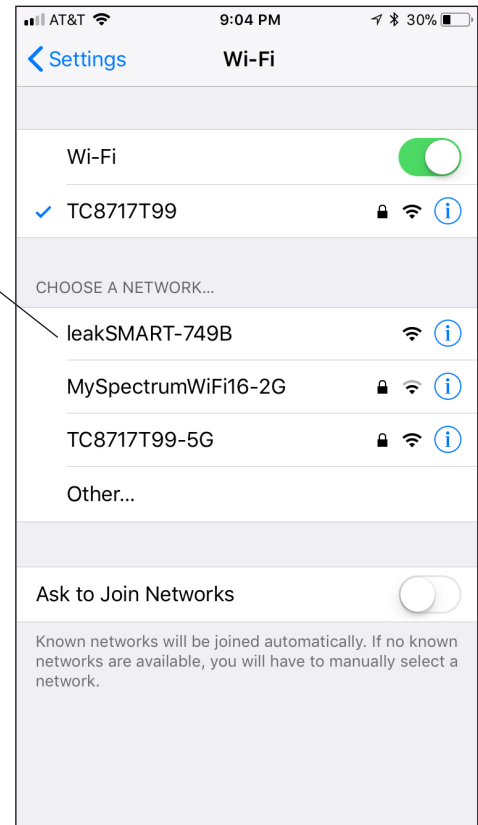 AT&T 9:04 PM 30%
Settings Wi-Fi
Wi-Fi
TC8717T99
CHOOSE A NETWORK...
leakSMART-749B
MySpectrumWiFi16-2G
TC8717T99-5G
Other...
Ask to Join Networks
Known networks will be joined automatically. If no known
networks are available, you will have to manually select a
network.